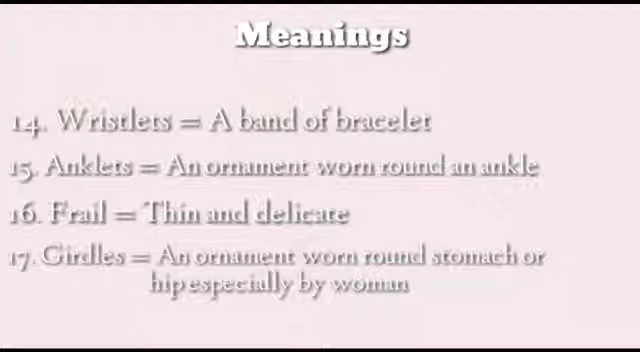 Meanings
14. Wristlets = A band of bracelet
15. Anklets = An ornament worn round an ankle
16. Frail = Thin and delicate
17. Girdles = An ornament worn round stomach or
hip especially by woman